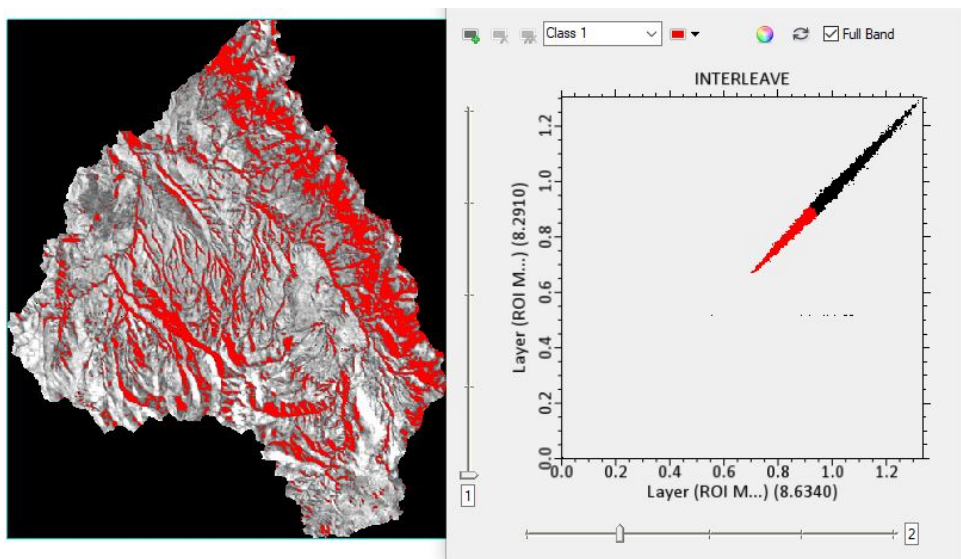 Class 1
Full Band
INTERLEAVE
Layer (ROI M...) (8.2910)
1.2
1.0
0.8
0.6
0.4
0.2
0.0
0.0 0.2 0.4 0.6 0.8 1.0 1.2
Layer (ROI M...) (8.6340)
1
2